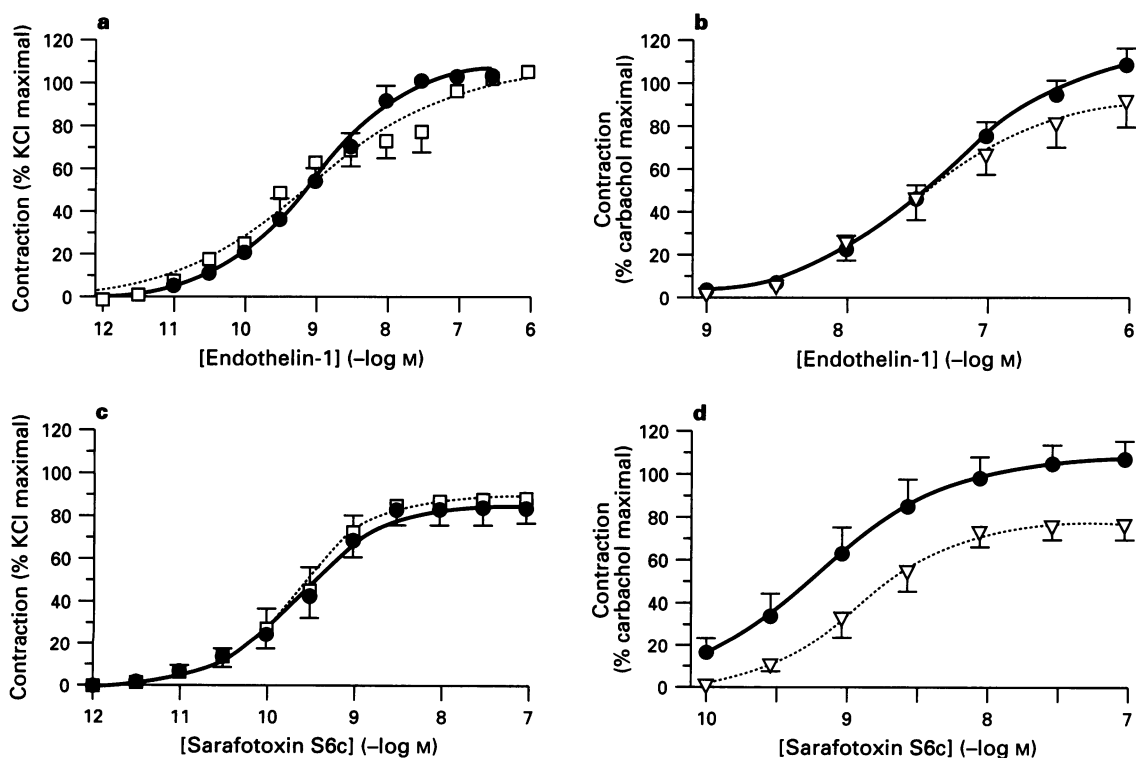 a
Contraction (% KCl maximal)
120
100
80
60
40
20
0
12 11 10 9 8 7 6
[Endothelin-1] (–log M)
b
Contraction
(% carbachol maximal)
120
100
80
60
40
20
0
9 8 7 6
[Endothelin-1] (–log M)
c
Contraction (% KCl maximal)
120
100
80
60
40
20
0
12 11 10 9 8 7
[Sarafotoxin S6c] (–log M)
d
Contraction
(% carbachol maximal)
120
100
80
60
40
20
0
10 9 8 7
[Sarafotoxin S6c] (–log M)